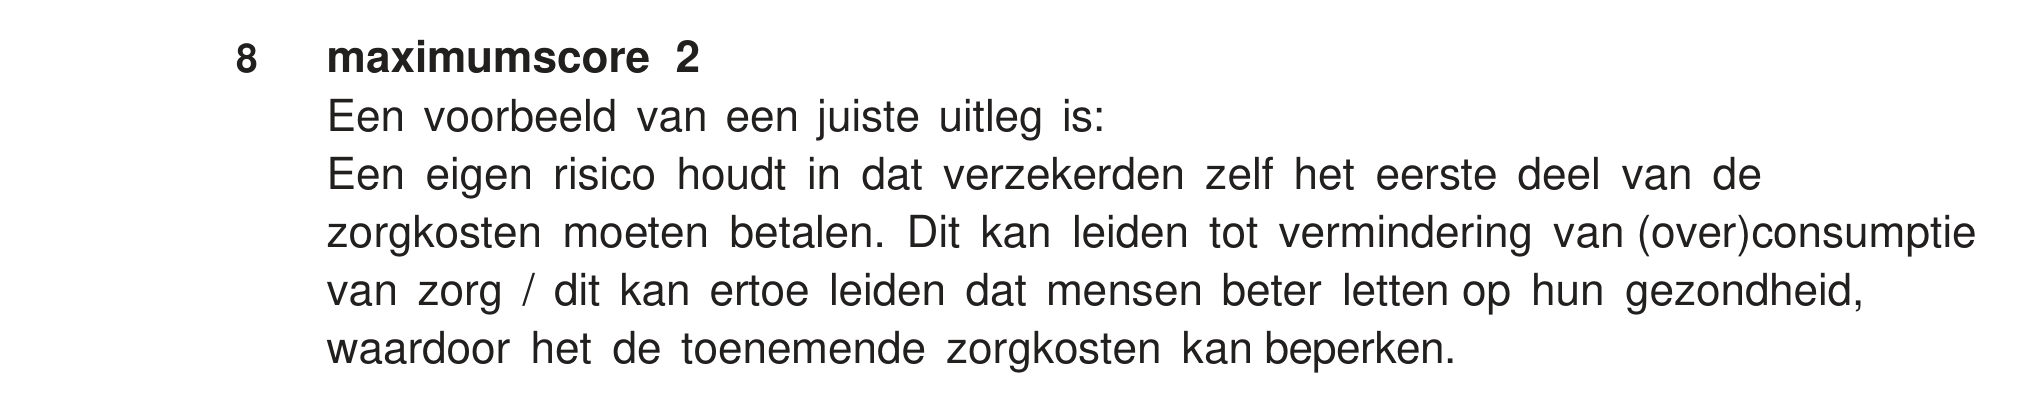 8 maximumscore 2
Een voorbeeld van een juiste uitleg is:
Een eigen risico houdt in dat verzekerden zelf het eerste deel van de
zorgkosten moeten betalen. Dit kan leiden tot vermindering van (over)consumptie
van zorg / dit kan ertoe leiden dat mensen beter letten op hun gezondheid,
waardoor het de toenemende zorgkosten kan beperken.